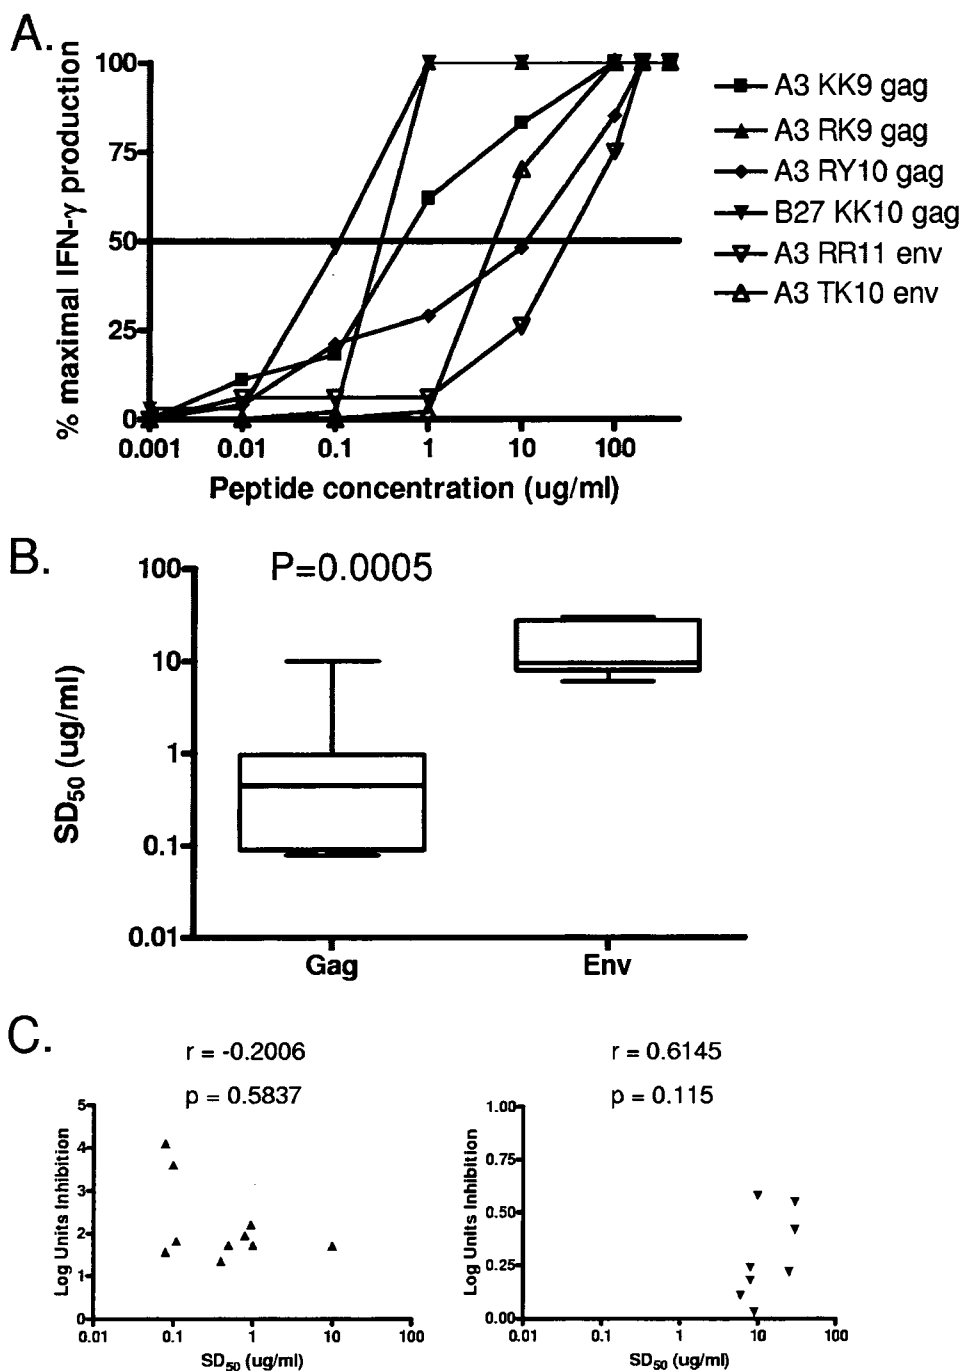 A.
% maximal IFN-γ production
100
75
50
25
0
0.001 0.01 0.1 1 10 100
Peptide concentration (ug/ml)
A3 KK9 gag
A3 RK9 gag
A3 RY10 gag
B27 KK10 gag
A3 RR11 env
A3 TK10 env
B.
P=0.0005
SD50 (ug/ml)
100
10
1
0.1
0.01
Gag Env
C.
r = -0.2006
p = 0.5837
Log Units Inhibition
5
4
3
2
1
0
0.01 0.1 1 10 100
SD50 (ug/ml)
r = 0.6145
p = 0.115
Log Units Inhibition
1.00
0.75
0.50
0.25
0.00
0.01 0.1 1 10 100
SD50 (ug/ml)